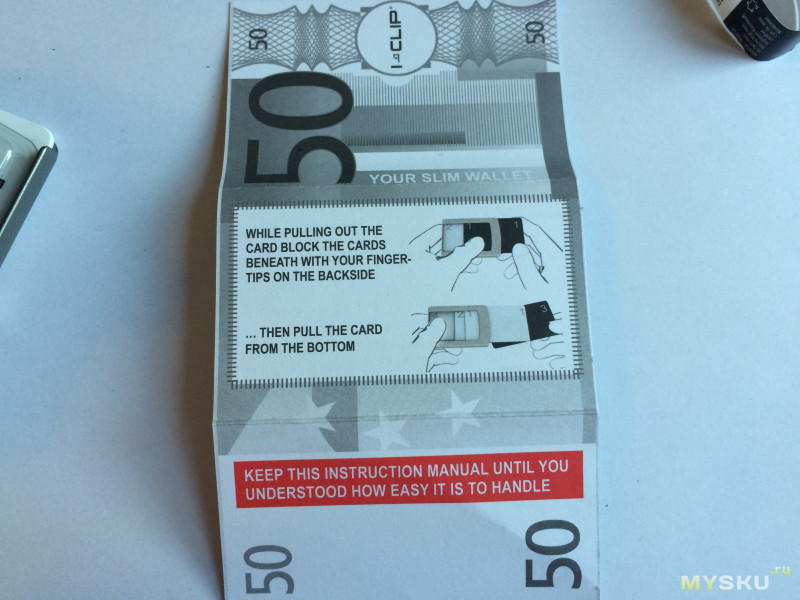 50
I-CLIP
50
50
YOUR SLIM WALLET...
WHILE PULLING OUT THE
CARD BLOCK THE CARDS
BENEATH WITH YOUR FINGER-
TIPS ON THE BACKSIDE
1
... THEN PULL THE CARD
FROM THE BOTTOM
3
KEEP THIS INSTRUCTION MANUAL UNTIL YOU
UNDERSTOOD HOW EASY IT IS TO HANDLE
50
50
MYSKU.ru